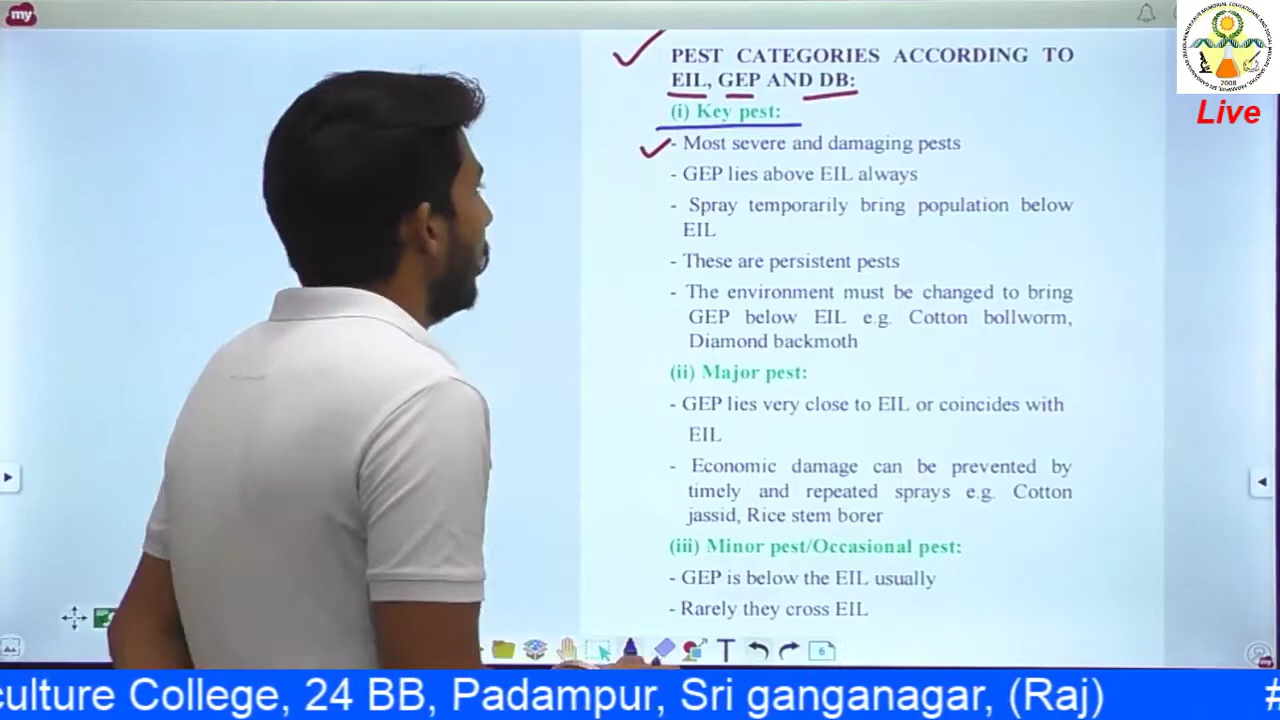 my
PEST CATEGORIES ACCORDING TO
EIL, GEP AND DB:
(i) Key pest:
- Most severe and damaging pests
- GEP lies above EIL always
- Spray temporarily bring population below
EIL
- These are persistent pests
- The environment must be changed to bring
GEP below EIL e.g. Cotton bollworm,
Diamond backmoth
(ii) Major pest:
- GEP lies very close to EIL or coincides with
EIL
- Economic damage can be prevented by
timely and repeated sprays e.g. Cotton
jassid, Rice stem borer
(iii) Minor pest/Occasional pest:
- GEP is below the EIL usually
- Rarely they cross EIL
2008
Live
T
6
my
culture College, 24 BB, Padampur, Sri ganganagar, (Raj) #